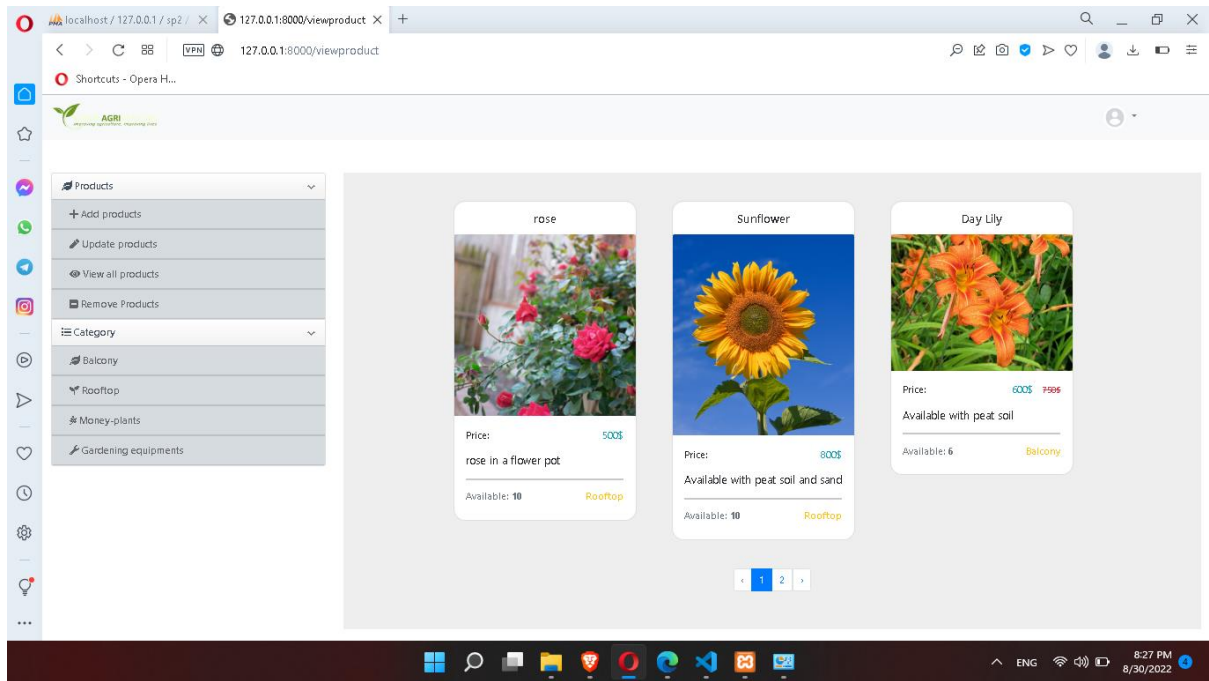 localhost / 127.0.0.1 / sp2 /
127.0.0.1:8000/viewproduct
VPN
127.0.0.1:8000/viewproduct
Shortcuts - Opera H...
AGRI
Products
Add products
Update products
View all products
Remove Products
Category
Balcony
Rooftop
Money-plants
Gardening equipments
rose
Price: 500$
rose in a flower pot
Available: 10 Rooftop
Sunflower
Price: 800$
Available with peat soil and sand
Available: 10 Rooftop
Day Lily
Price: 600$ 750$
Available with peat soil
Available: 6 Balcony
‹ 1 2 ›
ENG
8:27 PM
8/30/2022
4